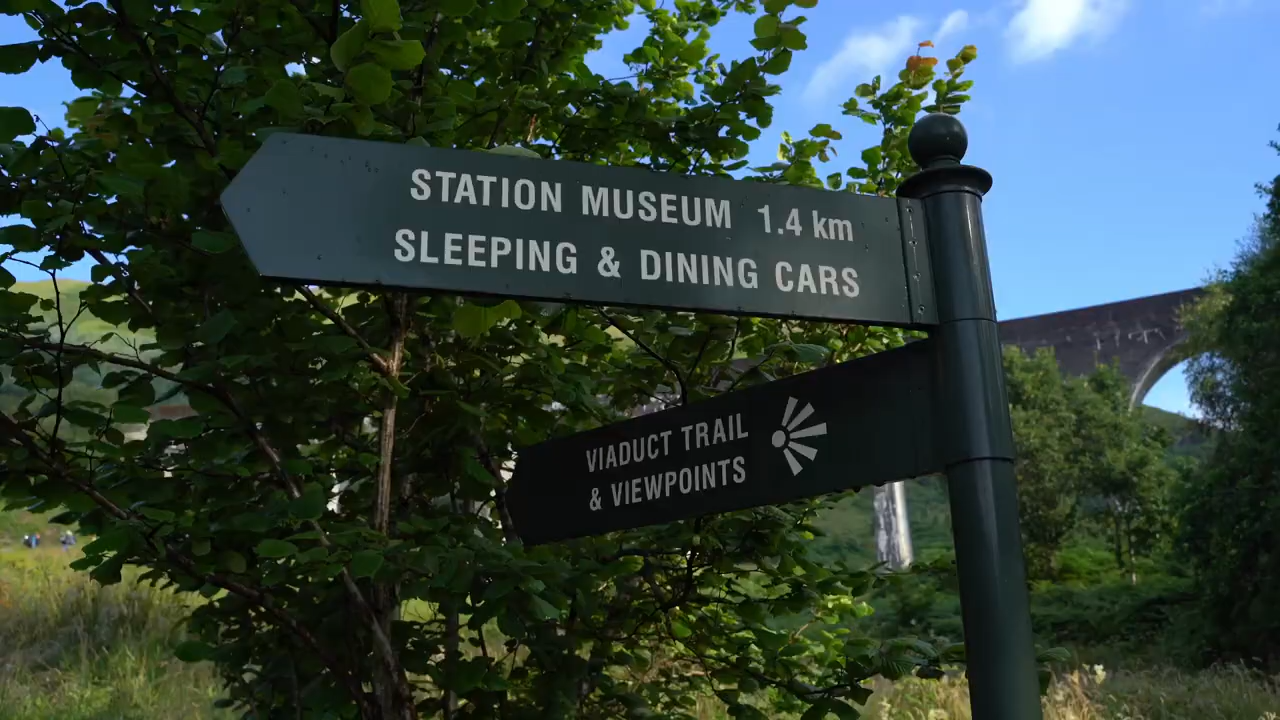 STATION MUSEUM 1.4 km
SLEEPING & DINING CARS
VIADUCT TRAIL
& VIEWPOINTS